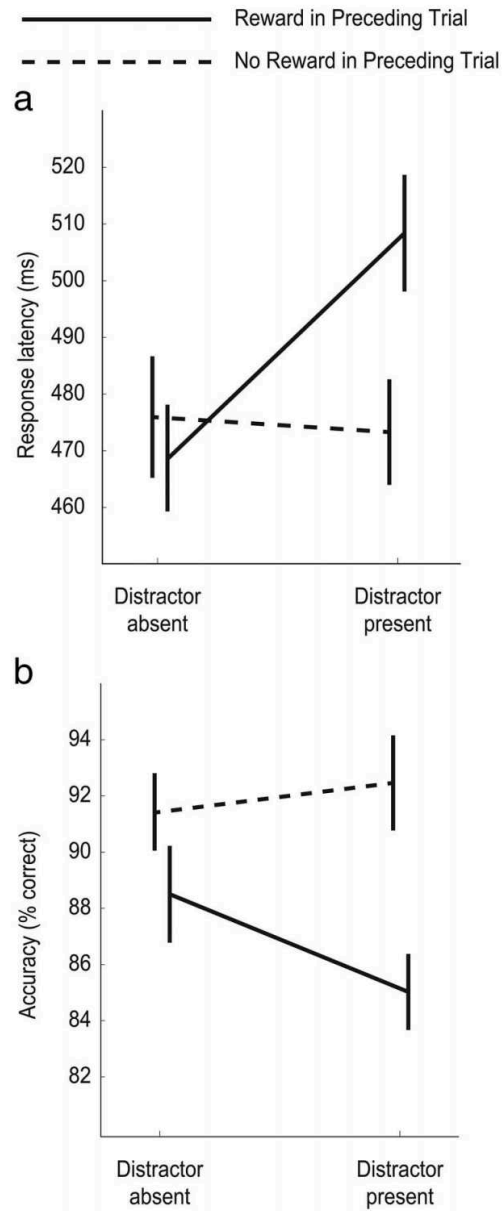 Reward in Preceding Trial
No Reward in Preceding Trial
a
520
510
500
490
480
470
460
Response latency (ms)
Distractor absent
Distractor present
b
94
92
90
88
86
84
82
Accuracy (% correct)
Distractor absent
Distractor present